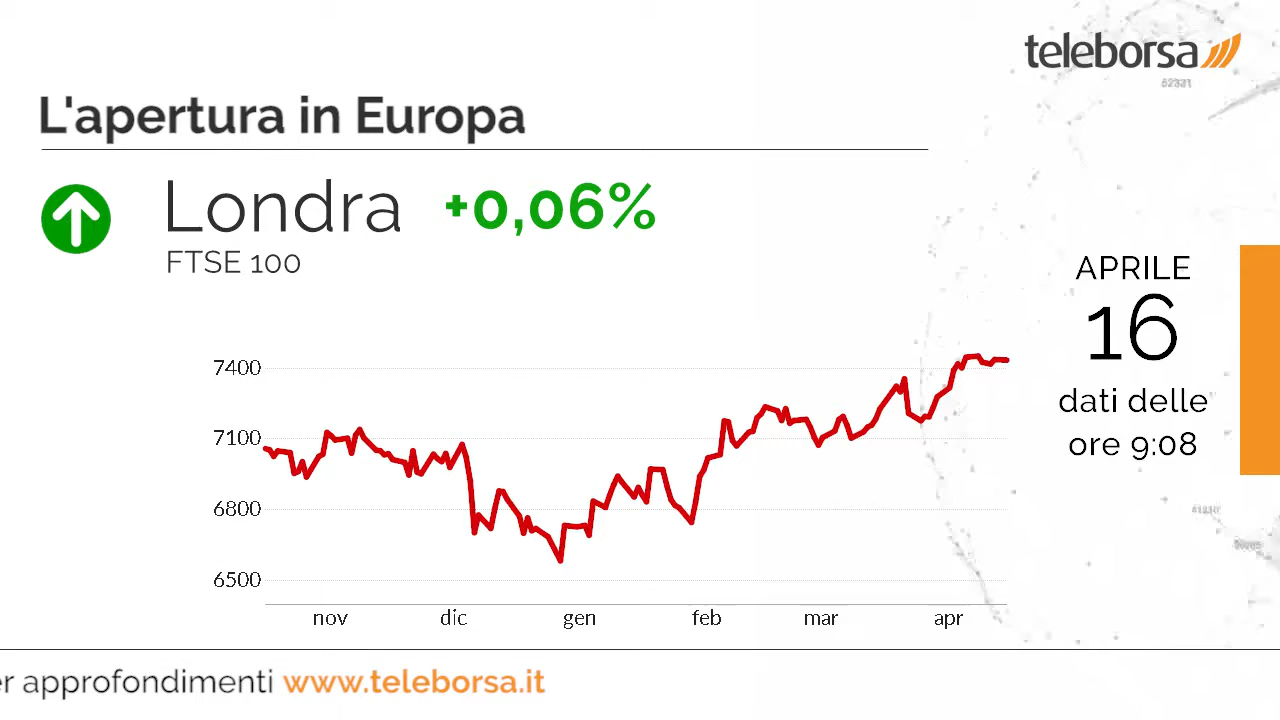 teleborsa
L'apertura in Europa
Londra +0,06%
FTSE 100
APRILE
16
dati delle
ore 9:08
7400
7100
6800
6500
nov dic gen feb mar apr
er approfondimenti www.teleborsa.it